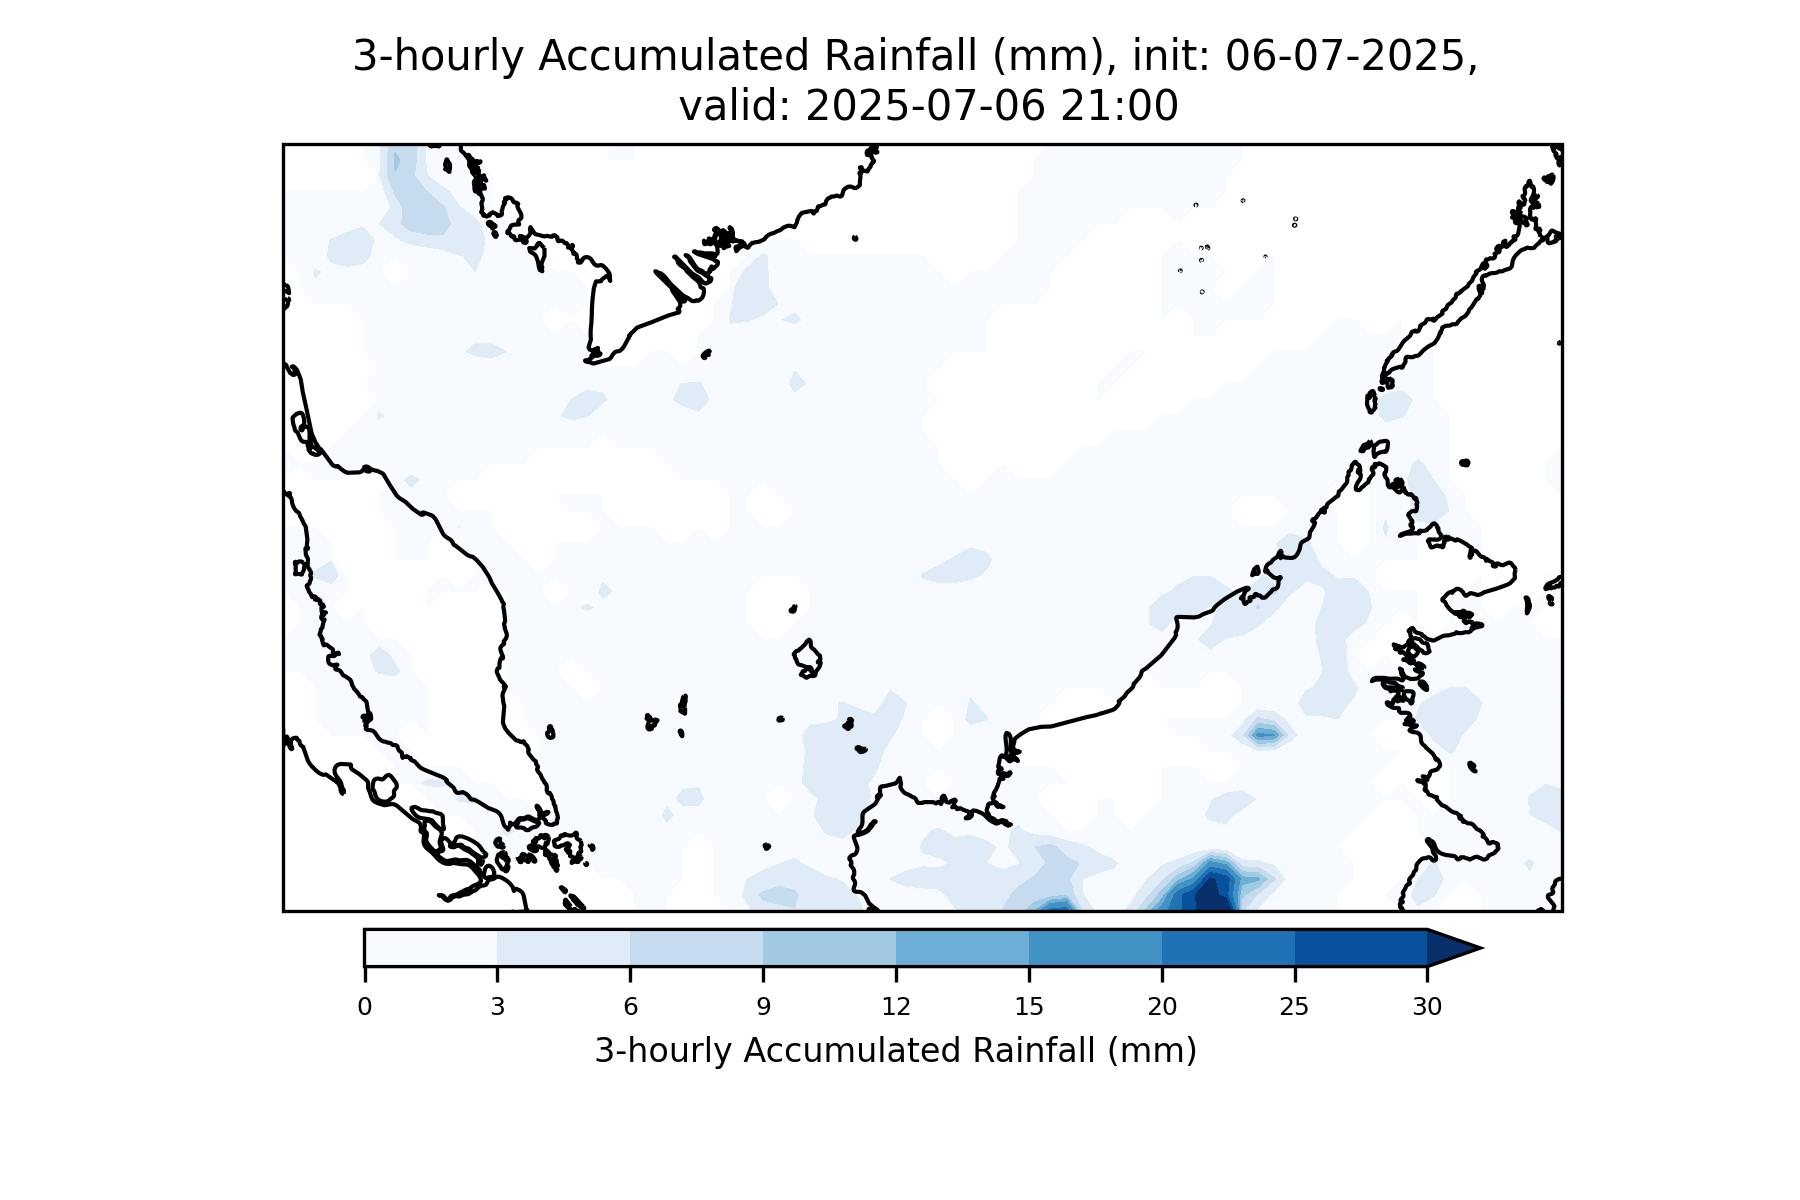 3-hourly Accumulated Rainfall (mm), init: 06-07-2025,
valid: 2025-07-06 21:00
0 3 6 9 12 15 20 25 30
3-hourly Accumulated Rainfall (mm)